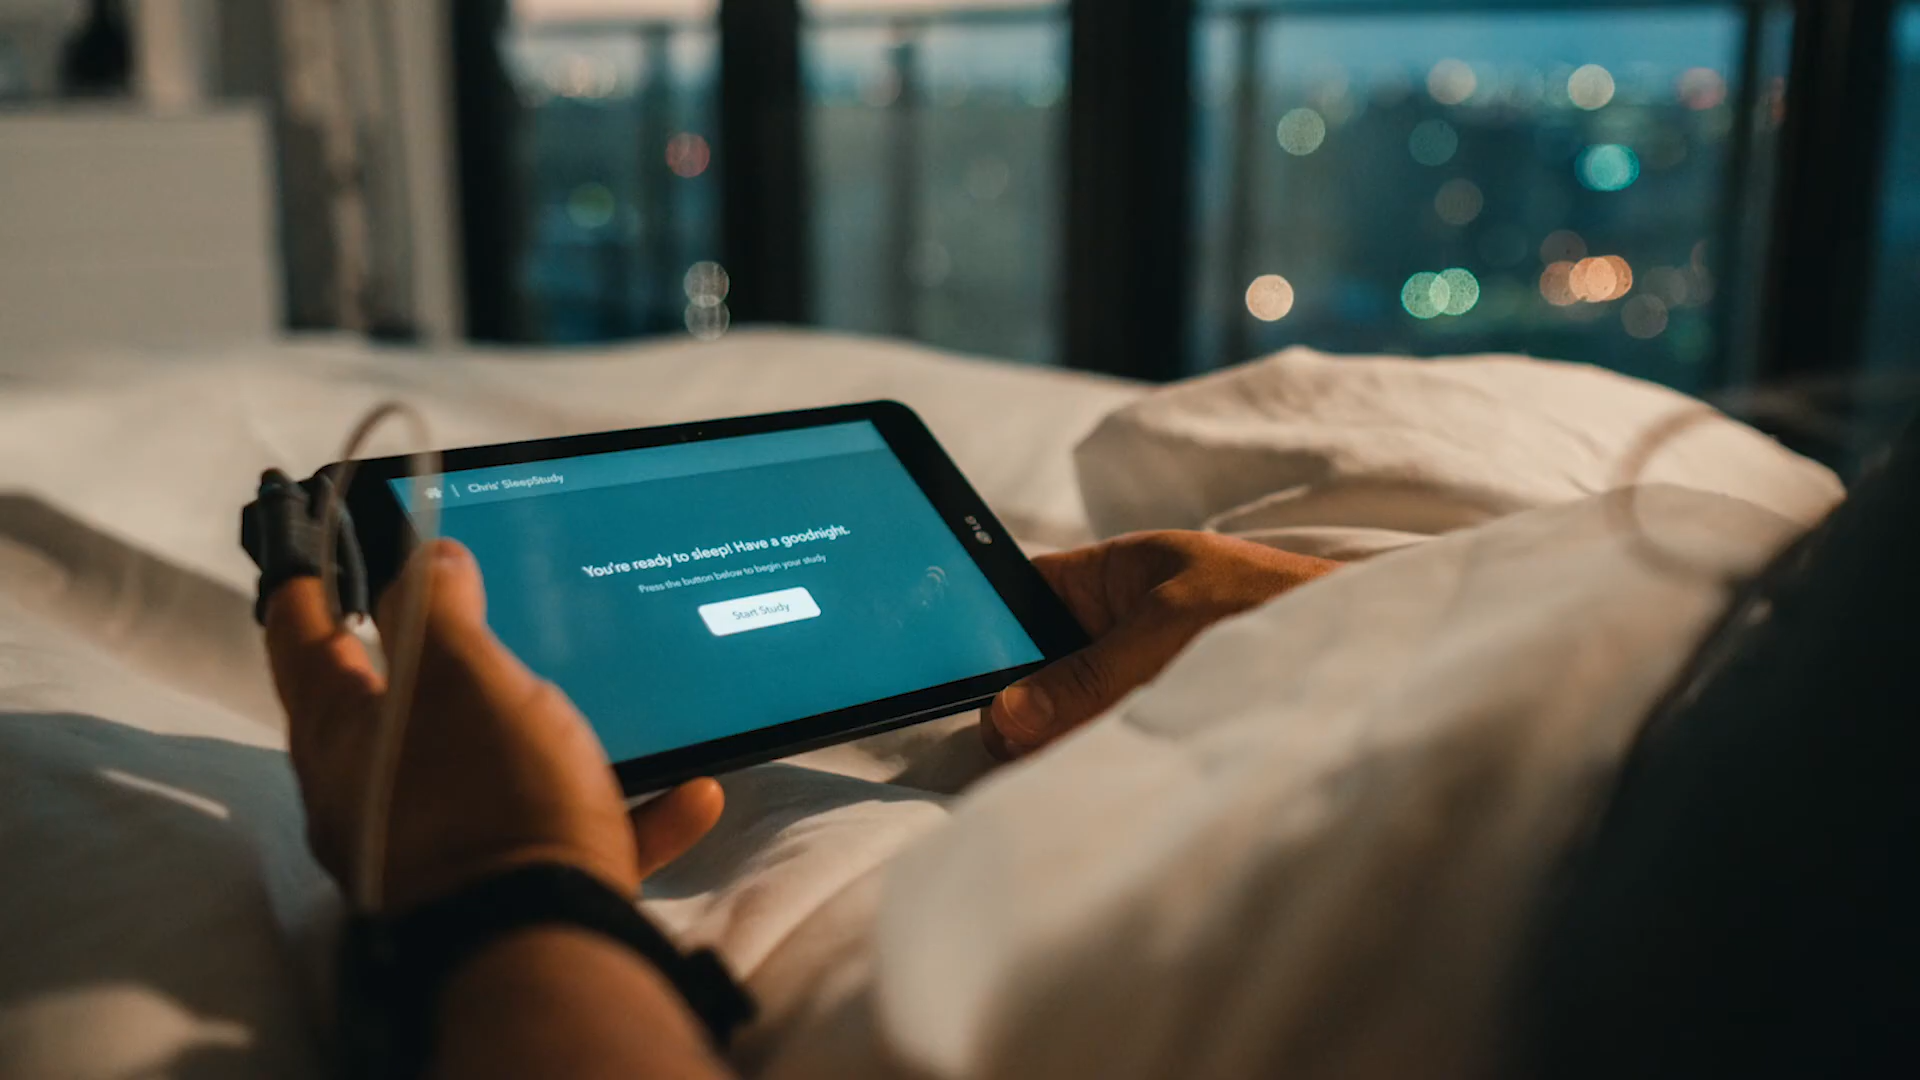 Chris' SleepStudy
You're ready to sleep! Have a goodnight.
Press the button below to begin your study
Start Study
LG